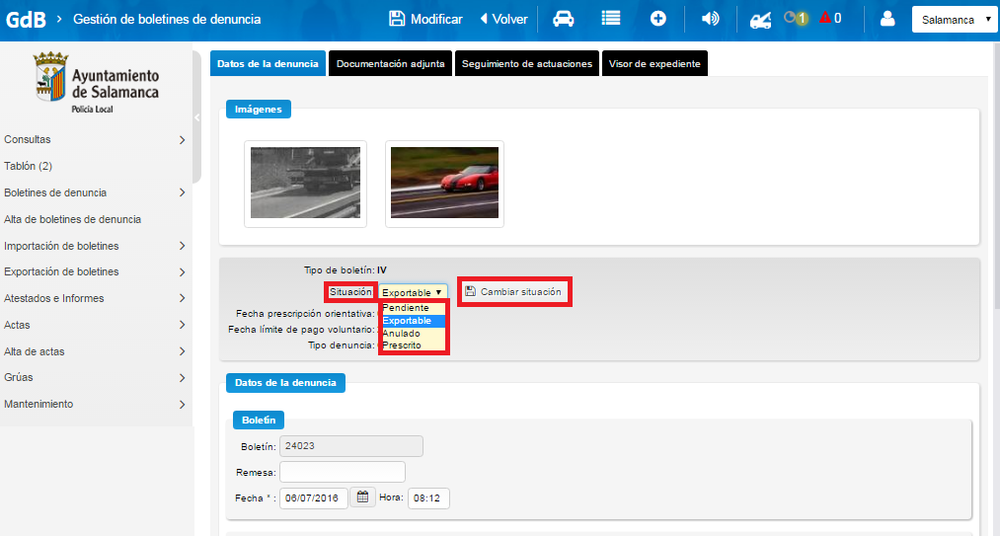 GdB > Gestión de boletines de denuncia Modificar Volver 1 0 Salamanca
Ayuntamiento
de Salamanca
Policía Local
Consultas
Tablón (2)
Boletines de denuncia
Alta de boletines de denuncia
Importación de boletines
Exportación de boletines
Atestados e Informes
Actas
Alta de actas
Grúas
Mantenimiento
Datos de la denuncia Documentación adjunta Seguimiento de actuaciones Visor de expediente
Imágenes
Tipo de boletín: IV
Situación Exportable Cambiar situación
Pendiente
Fecha prescripción orientativa:
Exportable
Fecha límite de pago voluntario:
Anulado
Tipo denuncia:
Prescrito
Datos de la denuncia
Boletín
Boletín: 24023
Remesa:
Fecha * : 06/07/2016 Hora: 08:12